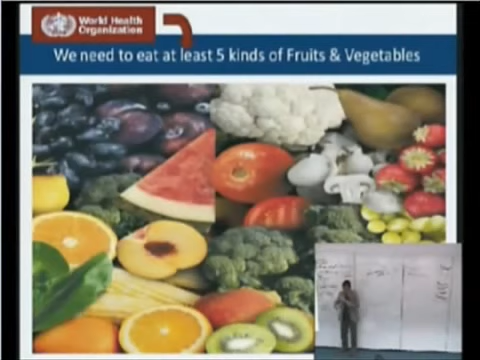 World Health
Organization
We need to eat at least 5 kinds of Fruits & Vegetables